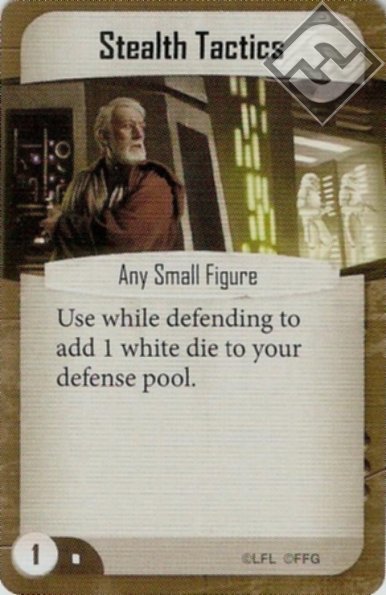 Stealth Tactics
Any Small Figure
Use while defending to
add 1 white die to your
defense pool.
1
©LFL ©FFG